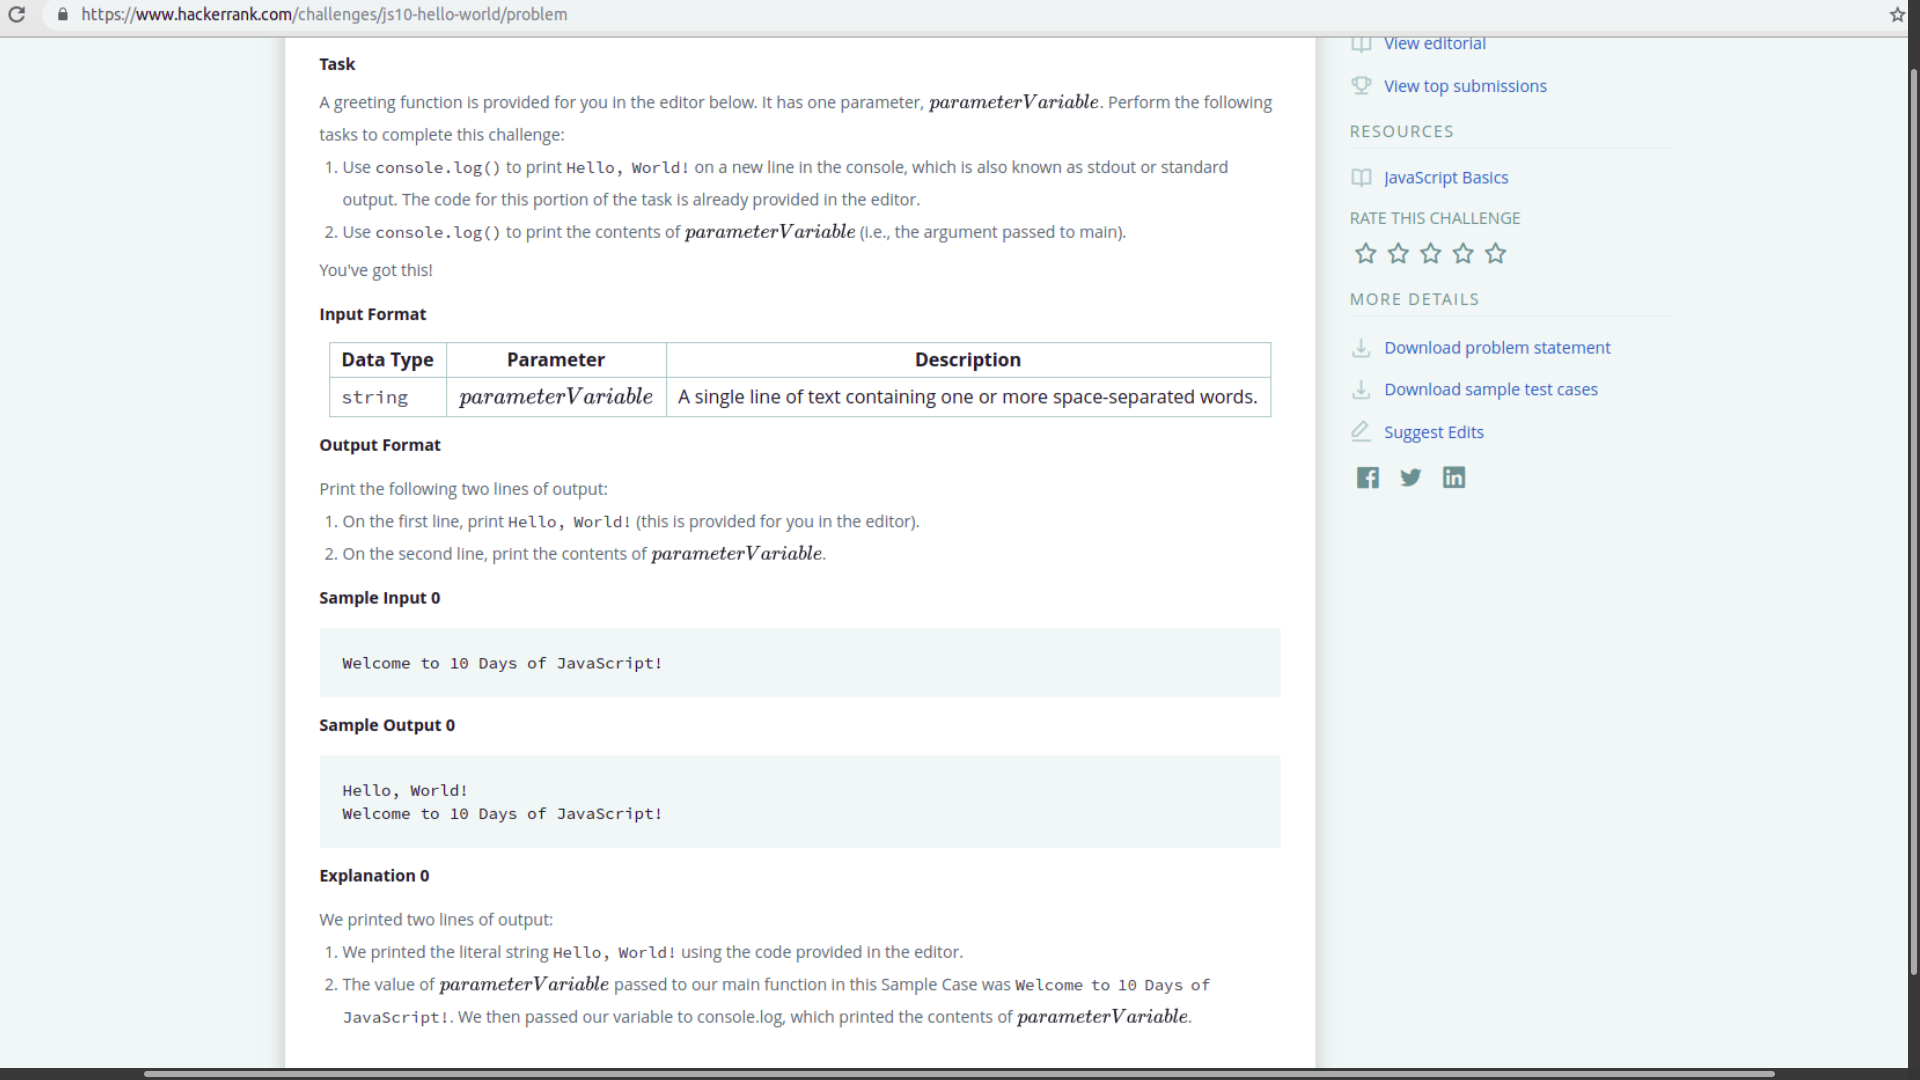 https://www.hackerrank.com/challenges/js10-hello-world/problem
Task
A greeting function is provided for you in the editor below. It has one parameter, parameterVariable. Perform the following
tasks to complete this challenge:
1. Use console.log() to print Hello, World! on a new line in the console, which is also known as stdout or standard
output. The code for this portion of the task is already provided in the editor.
2. Use console.log() to print the contents of parameterVariable (i.e., the argument passed to main).
You've got this!
Input Format
Data Type Parameter Description
string parameterVariable A single line of text containing one or more space-separated words.
Output Format
Print the following two lines of output:
1. On the first line, print Hello, World! (this is provided for you in the editor).
2. On the second line, print the contents of parameterVariable.
Sample Input 0
Welcome to 10 Days of JavaScript!
Sample Output 0
Hello, World!
Welcome to 10 Days of JavaScript!
Explanation 0
We printed two lines of output:
1. We printed the literal string Hello, World! using the code provided in the editor.
2. The value of parameterVariable passed to our main function in this Sample Case was Welcome to 10 Days of
JavaScript!. We then passed our variable to console.log, which printed the contents of parameterVariable.
View editorial
View top submissions
RESOURCES
JavaScript Basics
RATE THIS CHALLENGE
MORE DETAILS
Download problem statement
Download sample test cases
Suggest Edits